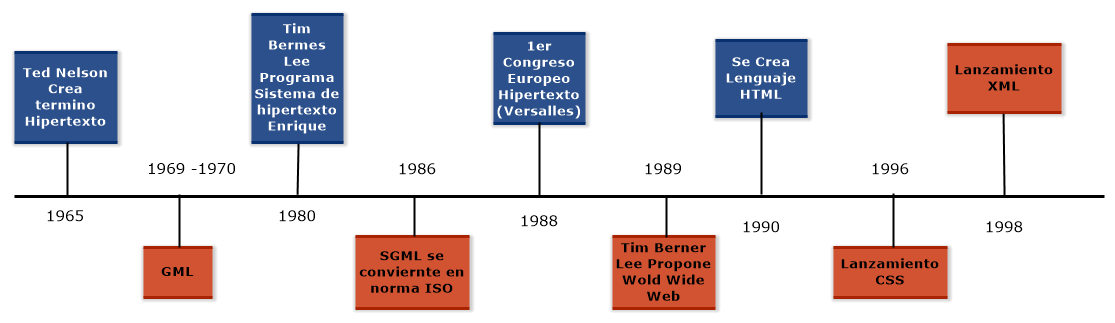 Ted Nelson
Crea
termino
Hipertexto
1965
1969 -1970
GML
Tim
Bermes
Lee
Programa
Sistema de
hipertexto
Enrique
1980
1986
SGML se
conviernte en
norma ISO
1er
Congreso
Europeo
Hipertexto
(Versalles)
1988
1989
Tim Berner
Lee Propone
Wold Wide
Web
Se Crea
Lenguaje
HTML
1990
1996
Lanzamiento
CSS
Lanzamiento
XML
1998